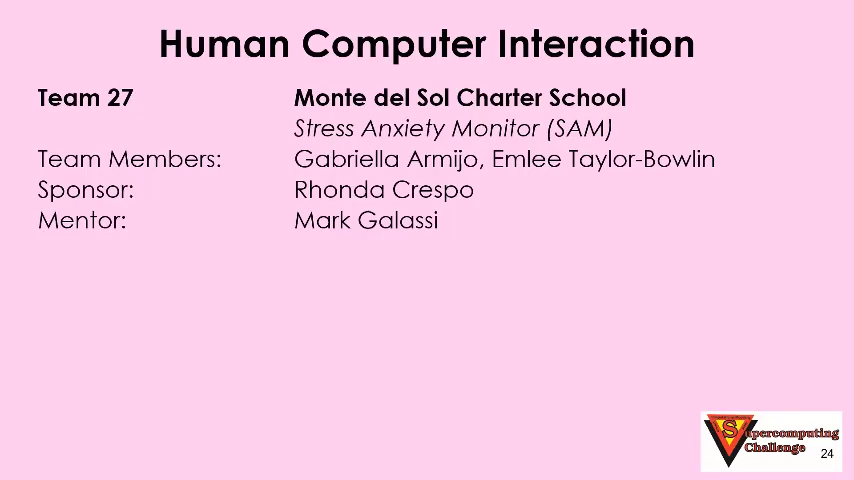 Human Computer Interaction
Team 27 Monte del Sol Charter School
Stress Anxiety Monitor (SAM)
Team Members: Gabriella Armijo, Emlee Taylor-Bowlin
Sponsor: Rhonda Crespo
Mentor: Mark Galassi
Supercomputing
Challenge
24